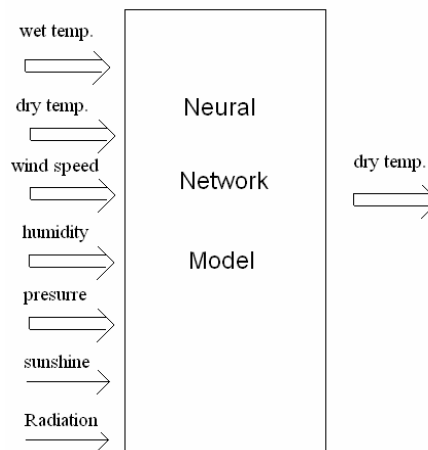 wet temp.
dry temp.
wind speed
humidity
presurre
sunshine
Radiation
Neural
Network
Model
dry temp.